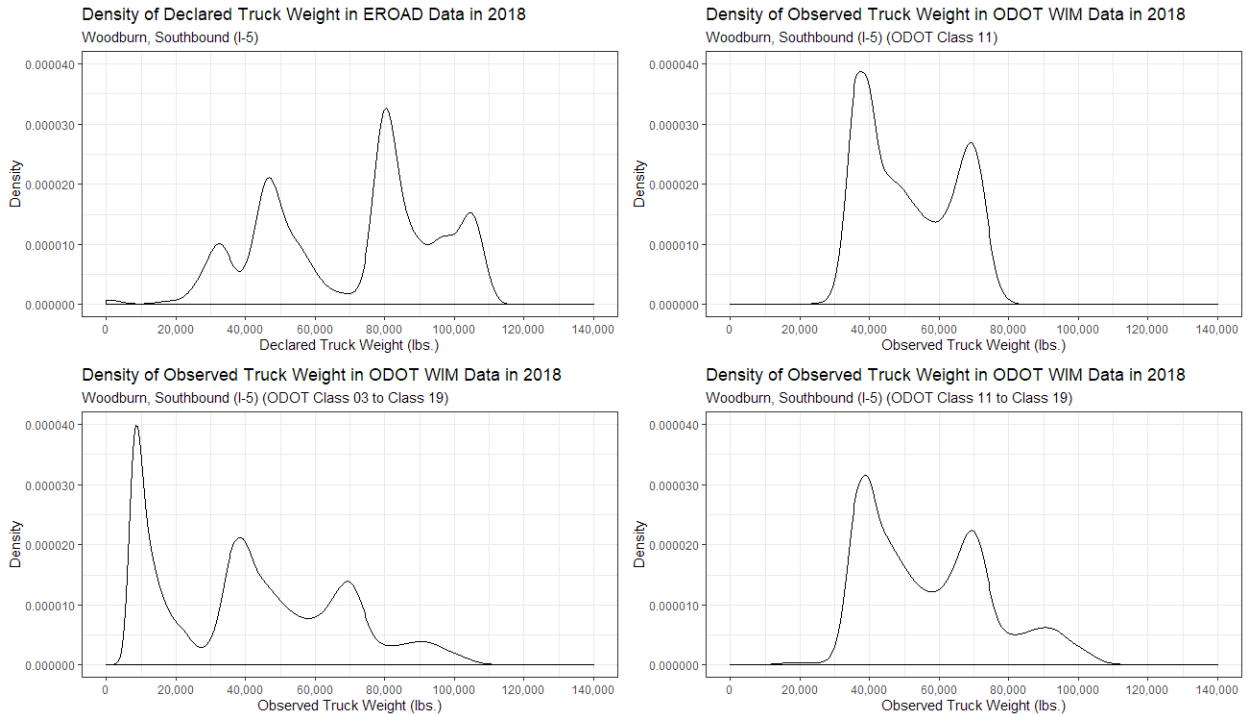 Density of Declared Truck Weight in EROAD Data in 2018
Woodburn, Southbound (I-5)
0.000040
0.000030
0.000020
0.000010
0.000000
Density
0 20,000 40,000 60,000 80,000 100,000 120,000 140,000
Declared Truck Weight (lbs.)
Density of Observed Truck Weight in ODOT WIM Data in 2018
Woodburn, Southbound (I-5) (ODOT Class 11)
0.000040
0.000030
0.000020
0.000010
0.000000
Density
0 20,000 40,000 60,000 80,000 100,000 120,000 140,000
Observed Truck Weight (lbs.)
Density of Observed Truck Weight in ODOT WIM Data in 2018
Woodburn, Southbound (I-5) (ODOT Class 03 to Class 19)
0.000040
0.000030
0.000020
0.000010
0.000000
Density
0 20,000 40,000 60,000 80,000 100,000 120,000 140,000
Observed Truck Weight (lbs.)
Density of Observed Truck Weight in ODOT WIM Data in 2018
Woodburn, Southbound (I-5) (ODOT Class 11 to Class 19)
0.000040
0.000030
0.000020
0.000010
0.000000
Density
0 20,000 40,000 60,000 80,000 100,000 120,000 140,000
Observed Truck Weight (lbs.)